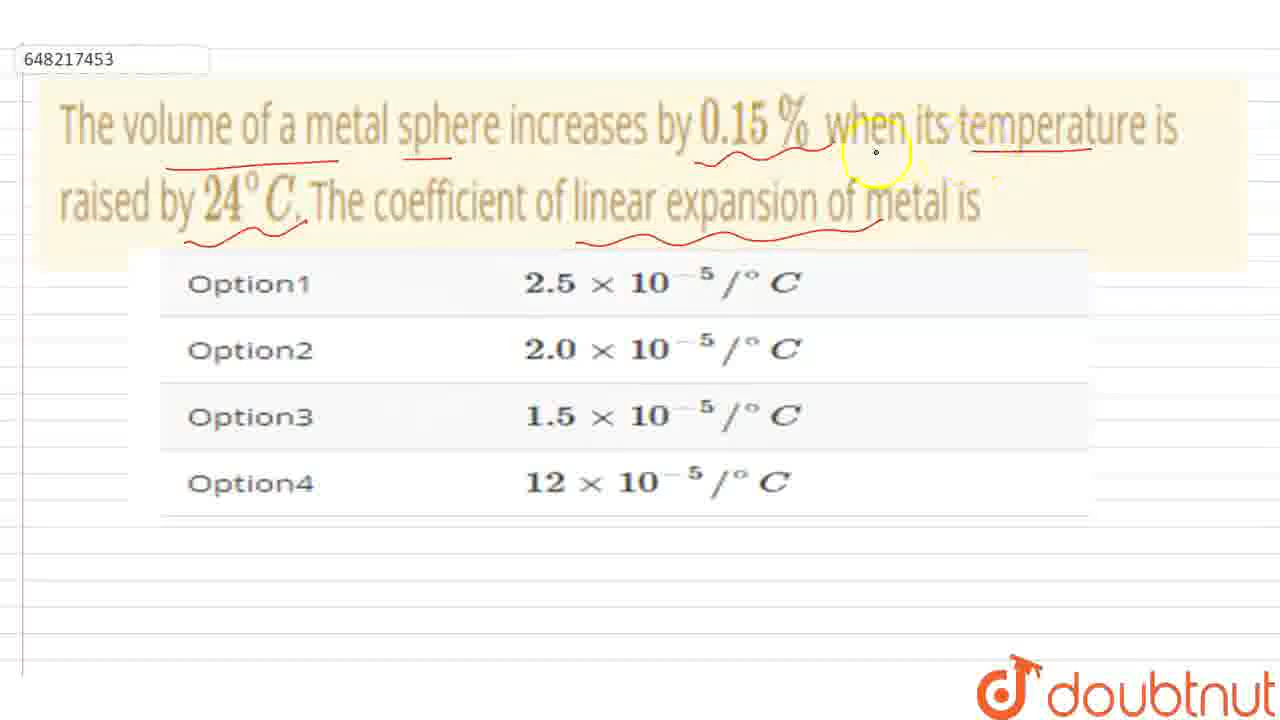 648217453
The volume of a metal sphere increases by 0.15 % when its temperature is
raised by 24° C. The coefficient of linear expansion of metal is
Option1 2.5 × 10⁻⁵ /° C
Option2 2.0 × 10⁻⁵ /° C
Option3 1.5 × 10⁻⁵ /° C
Option4 12 × 10⁻⁵ /° C
doubtnut